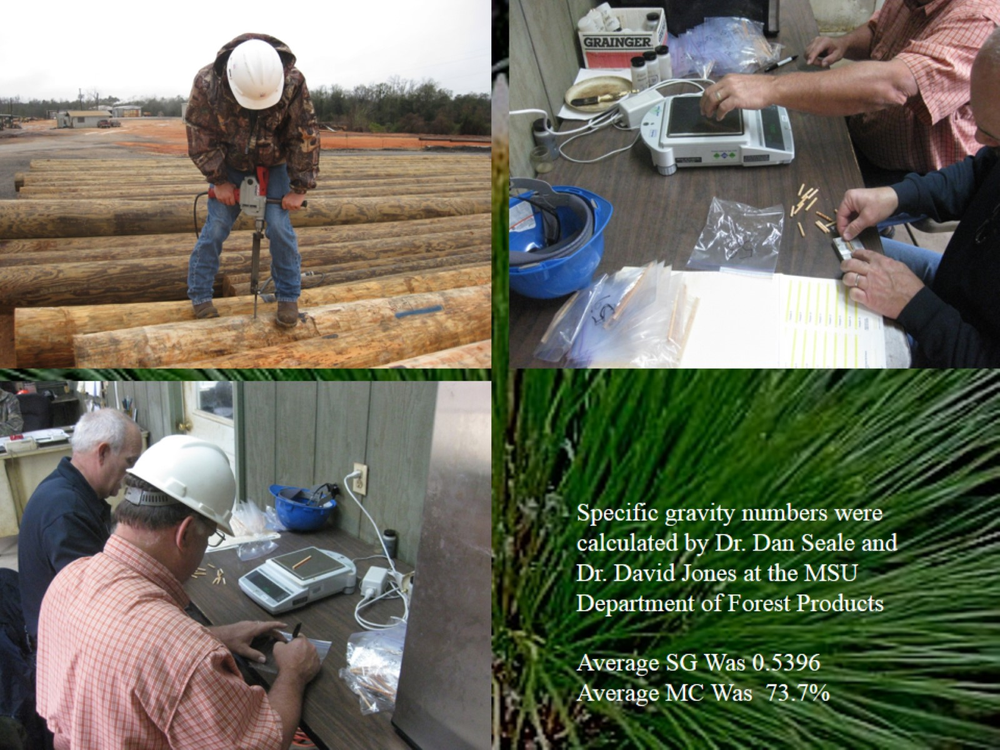 GRAINGER
Specific gravity numbers were
calculated by Dr. Dan Seale and
Dr. David Jones at the MSU
Department of Forest Products
Average SG Was 0.5396
Average MC Was  73.7%